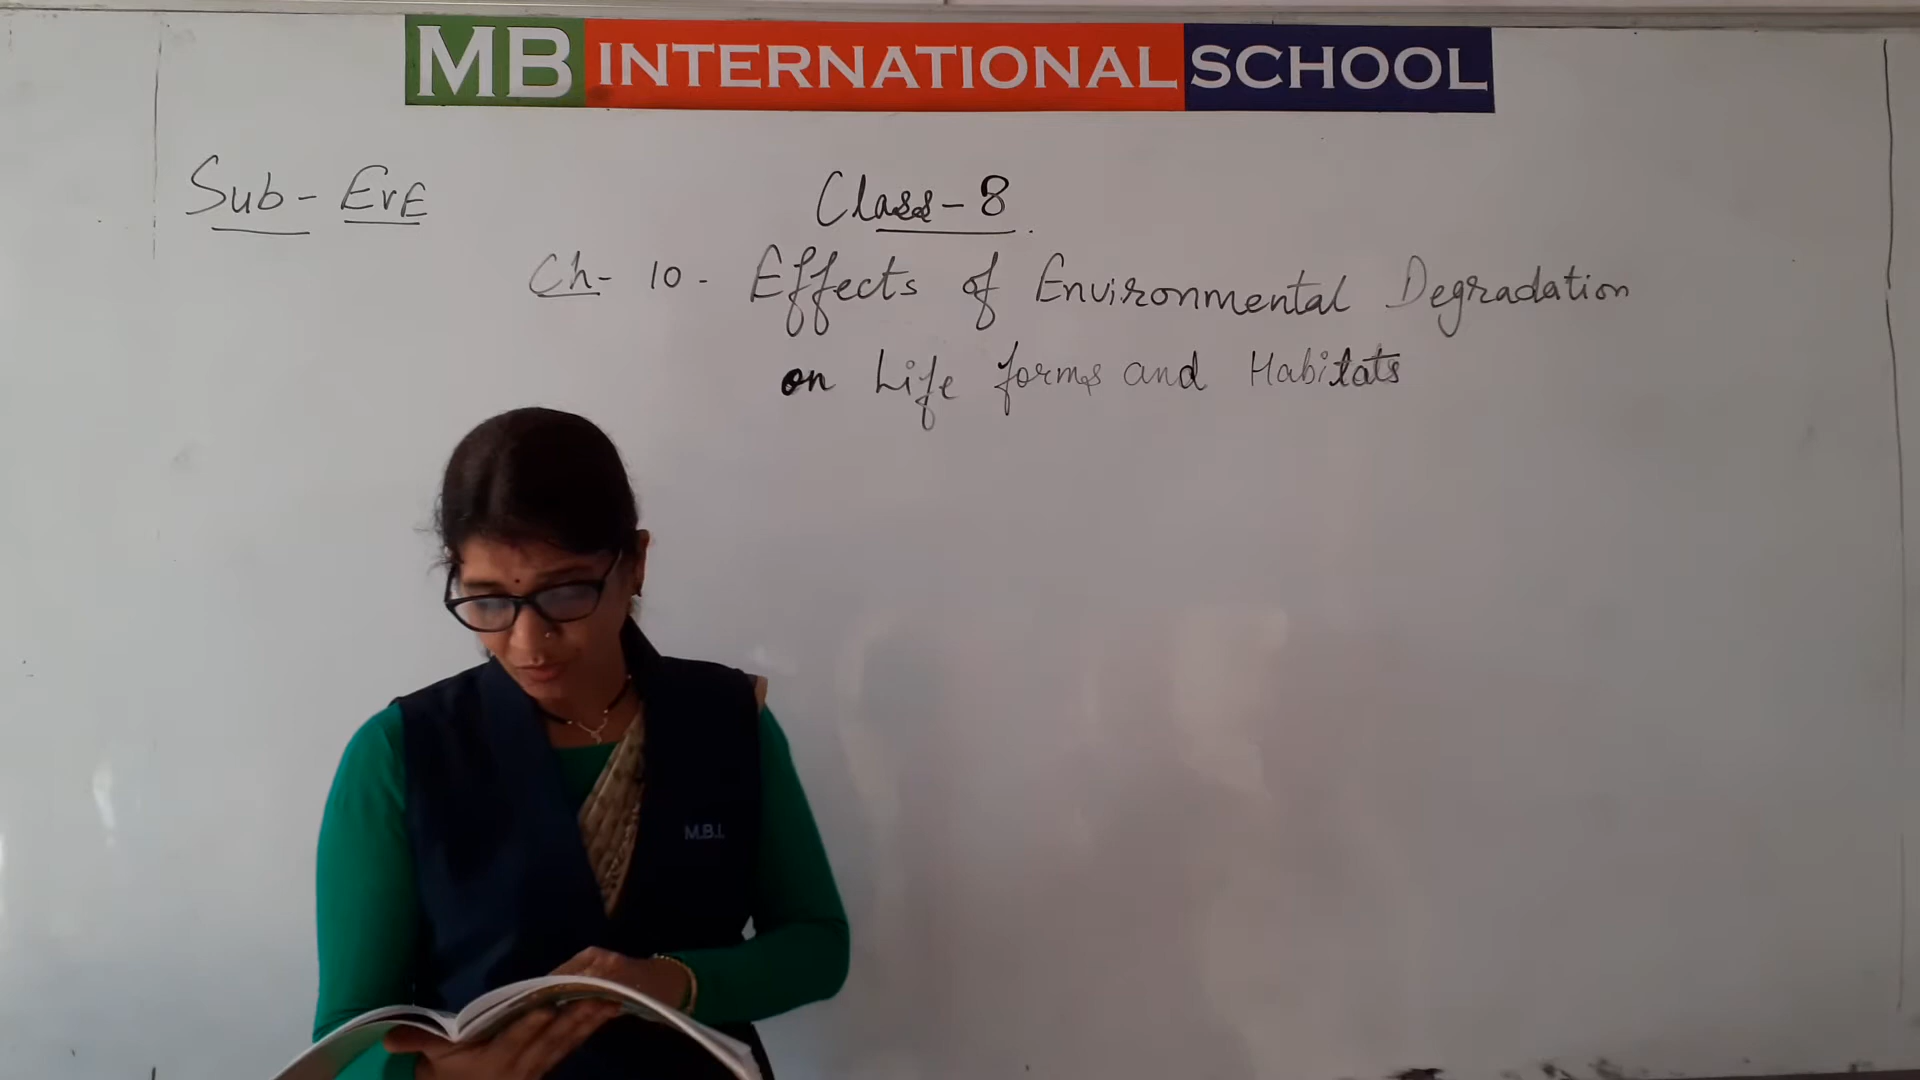 MB INTERNATIONAL SCHOOL
Sub- EVE
Class-8
Ch- 10 - Effects of Environmental Degradation
on Life forms and Habitats
M.B.I.